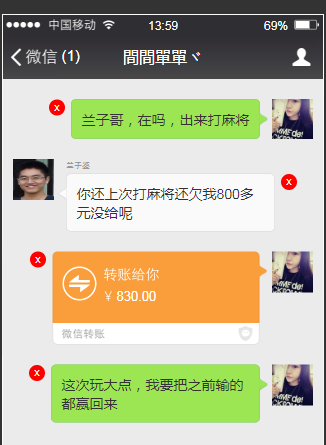 中国移动 13:59 69%
微信 (1) 間間單單ヾ
x
兰子哥，在吗，出来打麻将
兰子哥
你还上次打麻将还欠我800多
元没给呢
x
x
转账给你
¥ 830.00
微信转账
x
这次玩大点，我要把之前输的
都赢回来